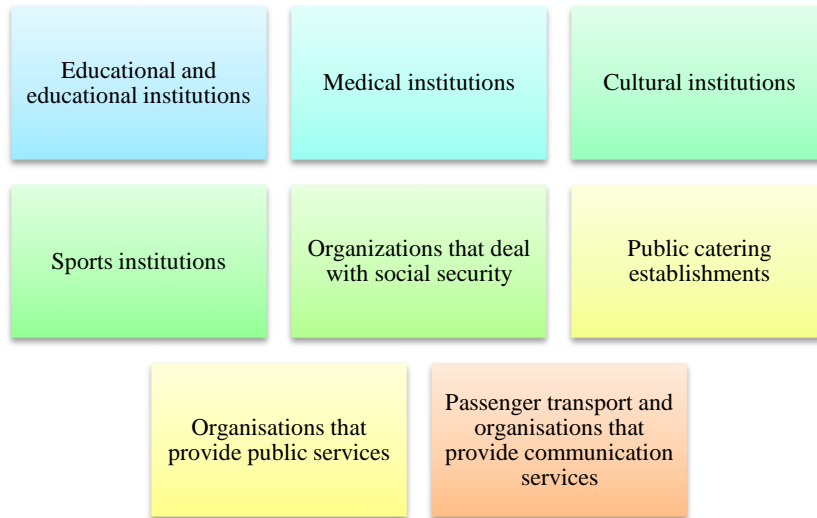 Educational and
educational institutions
Medical institutions
Cultural institutions
Sports institutions
Organizations that deal
with social security
Public catering
establishments
Organisations that
provide public services
Passenger transport and
organisations that
provide communication
services